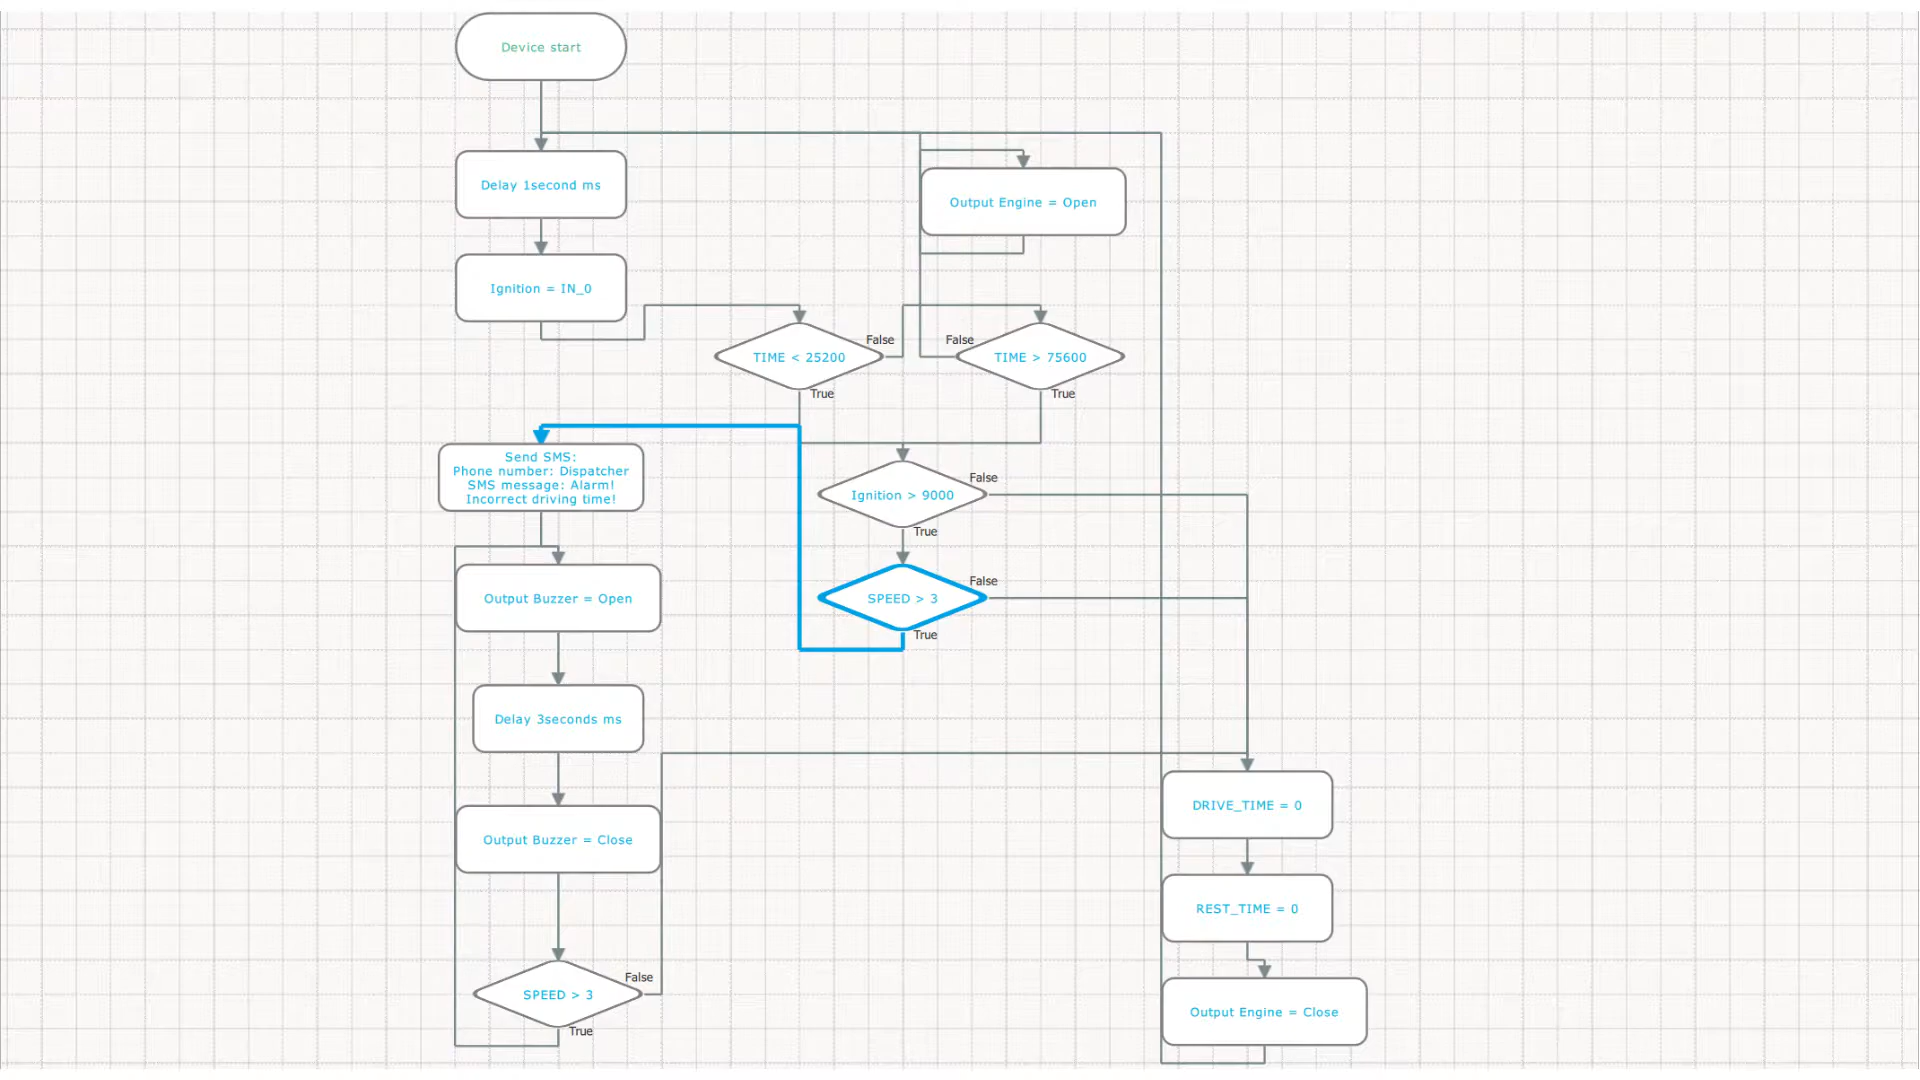 Device start
Delay 1second ms
Output Engine = Open
Ignition = IN_0
TIME < 25200
False
True
TIME > 75600
False
True
Send SMS:
Phone number: Dispatcher
SMS message: Alarm!
Incorrect driving time!
Ignition > 9000
False
True
Output Buzzer = Open
SPEED > 3
False
True
Delay 3seconds ms
Output Buzzer = Close
DRIVE_TIME = 0
REST_TIME = 0
SPEED > 3
False
True
Output Engine = Close